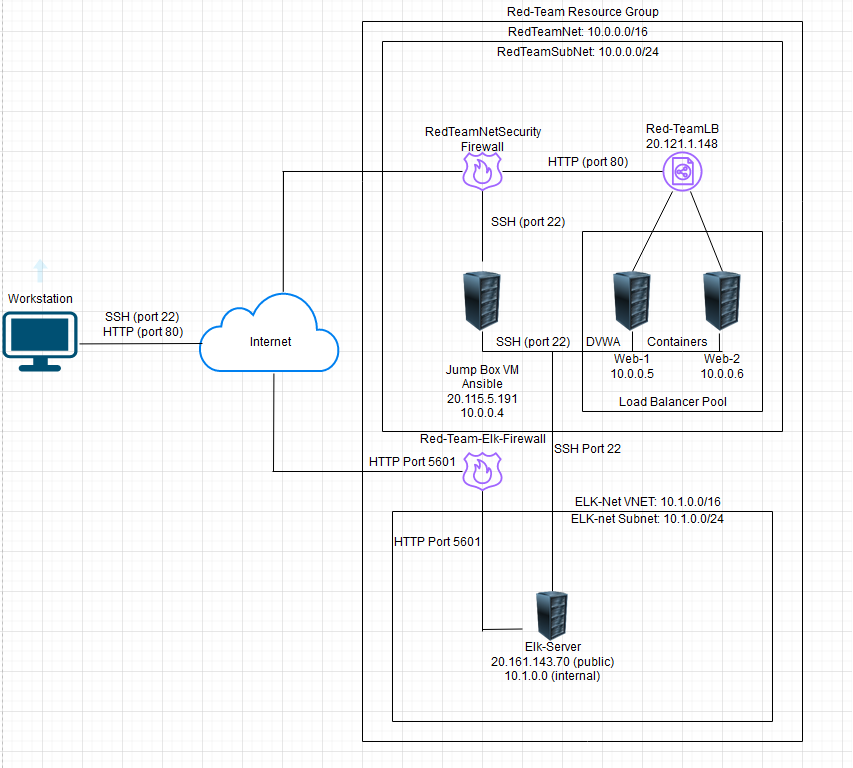 Red-Team Resource Group
RedTeamNet: 10.0.0.0/16
RedTeamSubNet: 10.0.0.0/24
RedTeamNetSecurity
Firewall
Red-TeamLB
20.121.1.148
HTTP (port 80)
SSH (port 22)
Workstation
SSH (port 22)
HTTP (port 80)
Internet
SSH (port 22)
DVWA
Containers
Web-1
10.0.0.5
Web-2
10.0.0.6
Load Balancer Pool
Jump Box VM
Ansible
20.115.5.191
10.0.0.4
Red-Team-Elk-Firewall
SSH Port 22
HTTP Port 5601
ELK-Net VNET: 10.1.0.0/16
ELK-net Subnet: 10.1.0.0/24
HTTP Port 5601
Elk-Server
20.161.143.70 (public)
10.1.0.0 (internal)